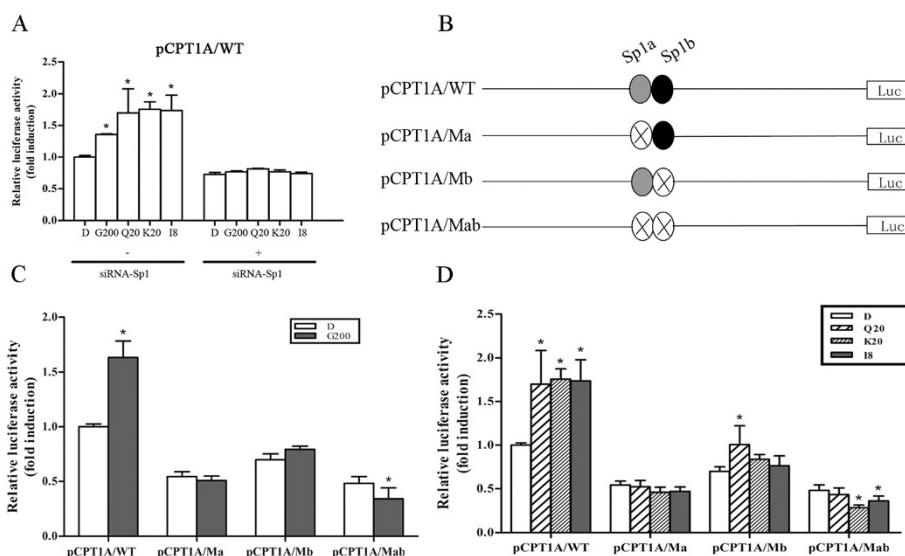 A
pCPT1A/WT
Relative luciferase activity
(fold induction)
2.5
2.0
1.5
1.0
0.5
0.0
* * * *
D G200 Q20 K20 I8 D G200 Q20 K20 I8
- +
siRNA-Sp1 siRNA-Sp1
B
Sp1a Sp1b
pCPT1A/WT Luc
pCPT1A/Ma Luc
pCPT1A/Mb Luc
pCPT1A/Mab Luc
C
Relative luciferase activity
(fold induction)
2.0
1.5
1.0
0.5
0.0
D
G200
* *
pCPT1A/WT pCPT1A/Ma pCPT1A/Mb pCPT1A/Mab
D
Relative luciferase activity
(fold induction)
2.5
2.0
1.5
1.0
0.5
0.0
D
Q20
K20
I8
* * * * * *
pCPT1A/WT pCPT1A/Ma pCPT1A/Mb pCPT1A/Mab